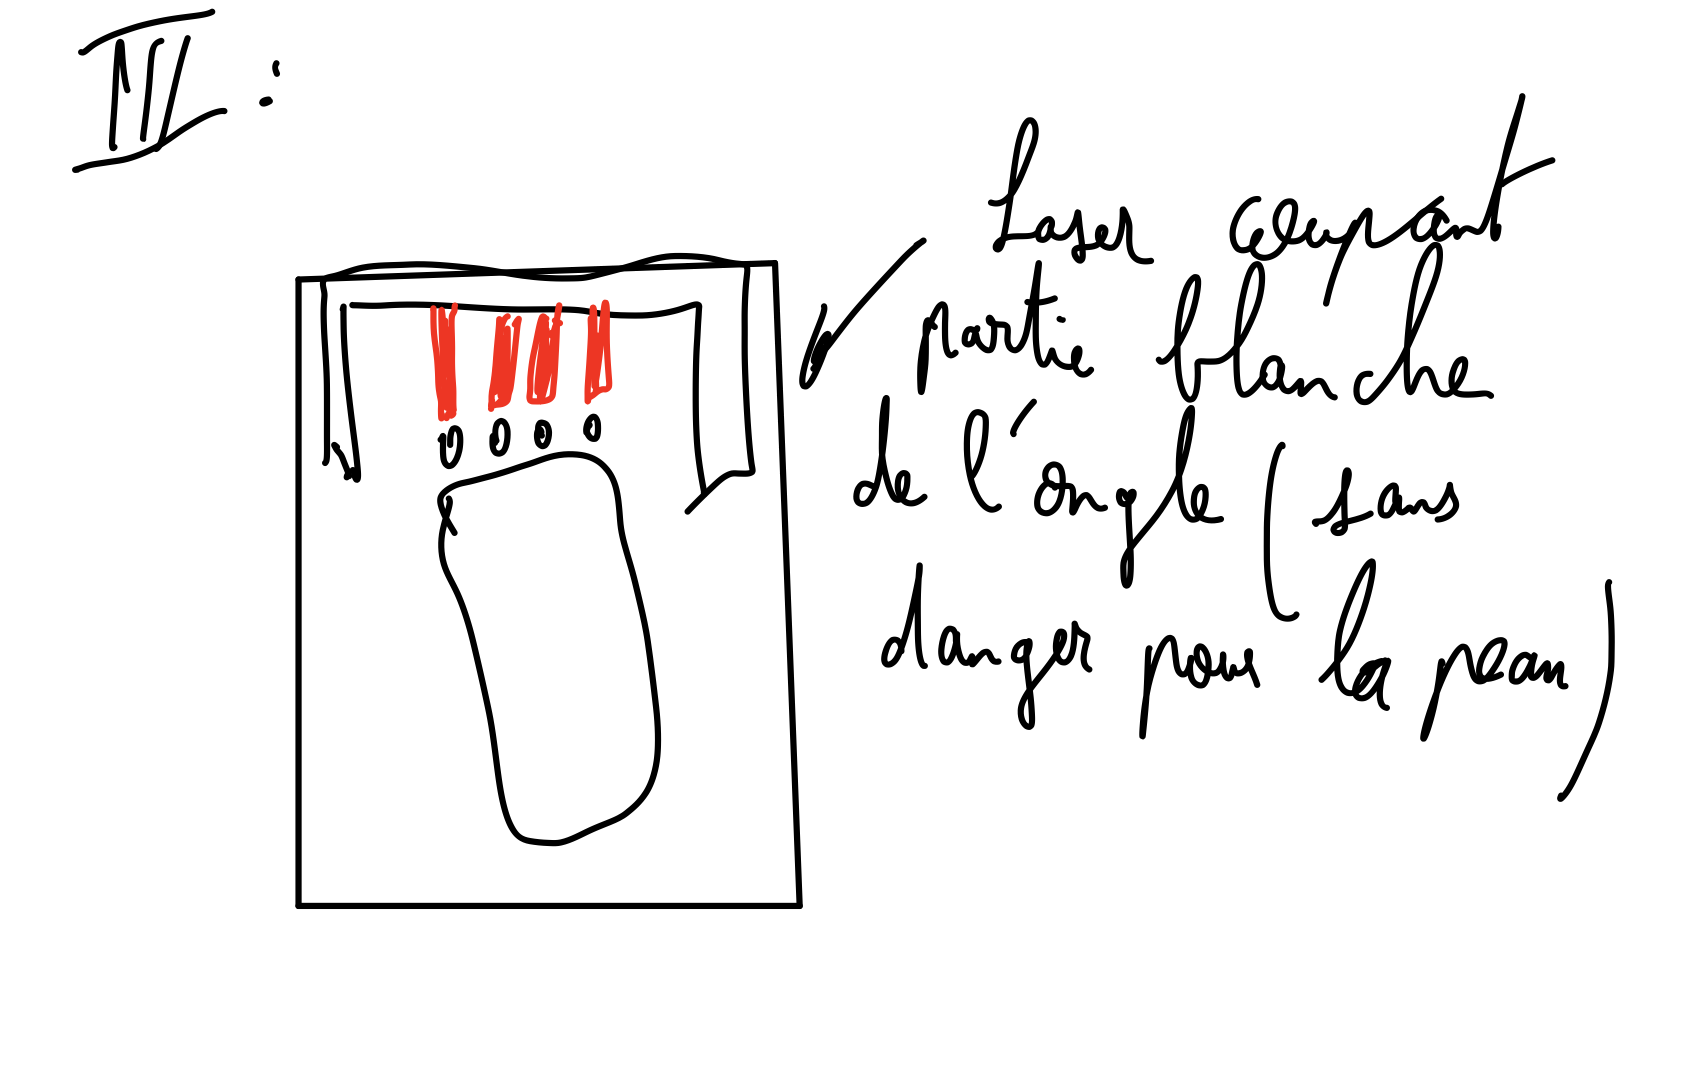 IV :
Laser coupant
partie blanche
de l'ongle (sans
danger pour la peau)